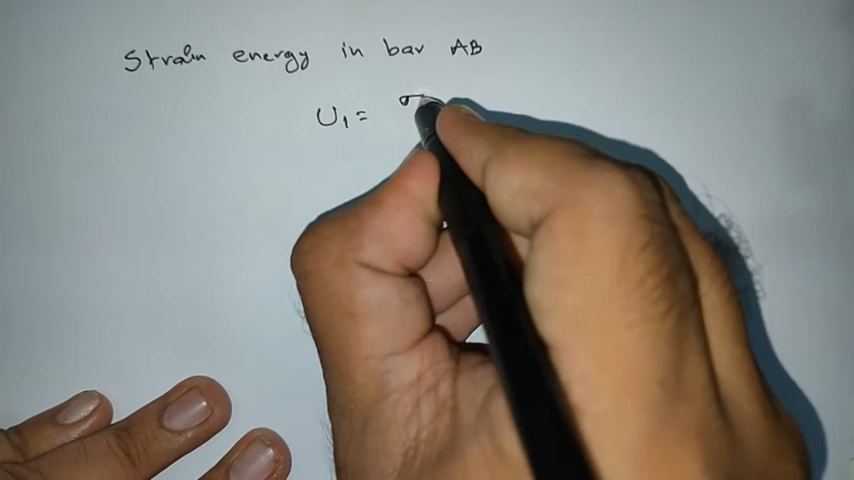 Strain energy in bar AB
U₁ = σ